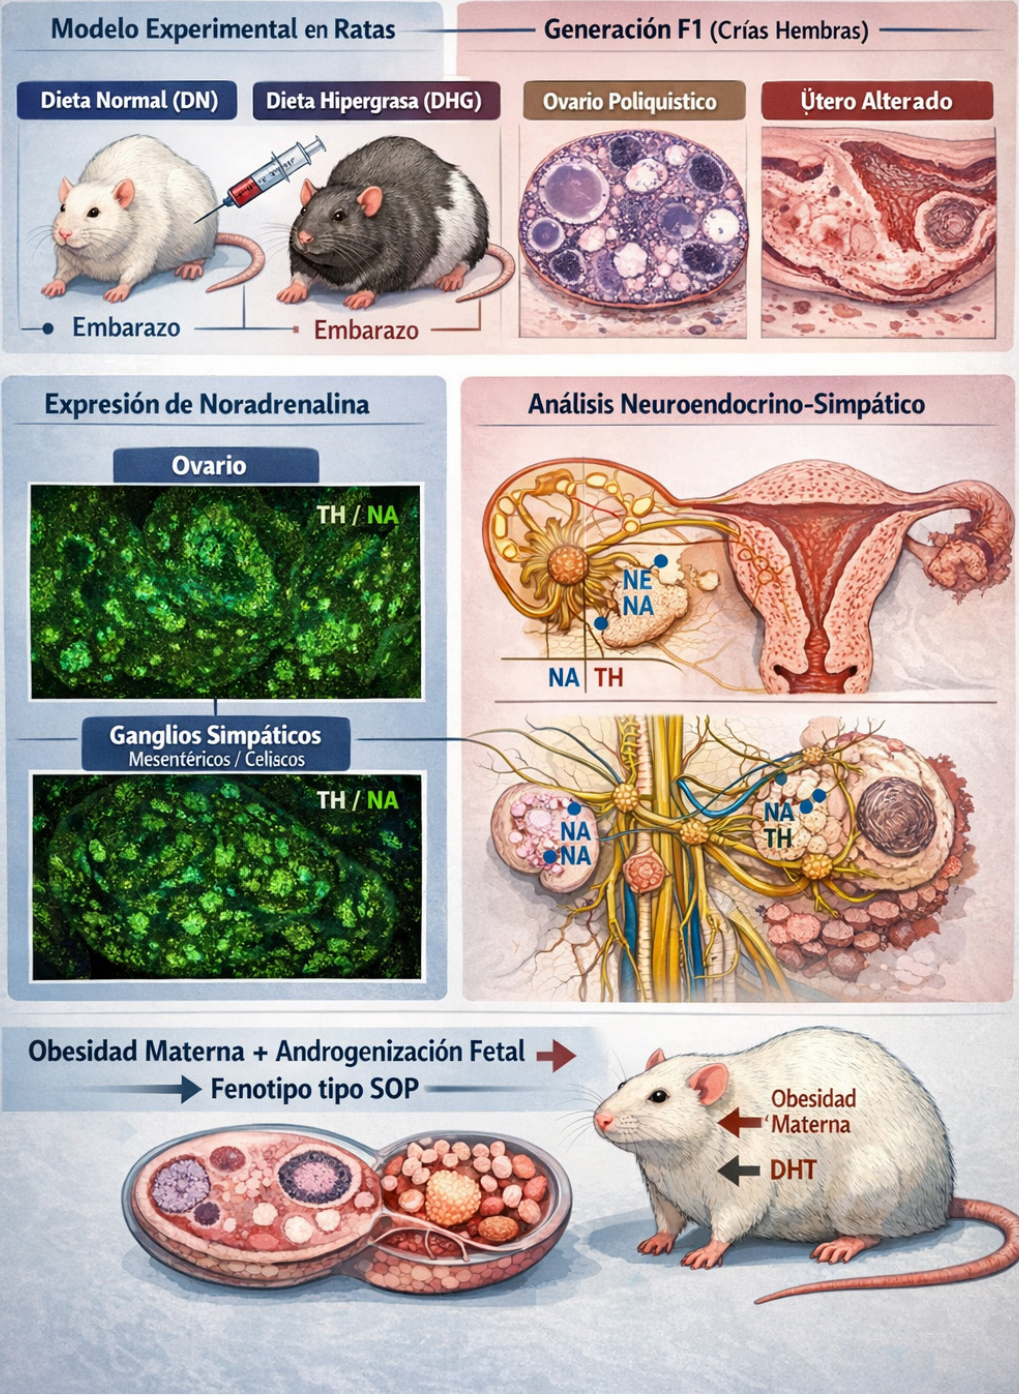 Modelo Experimental en Ratas
Generación F1 (Crías Hembras)
Dieta Normal (DN)
Dieta Hipergrasa (DHG)
Ovario Poliquistico
Ụ̈tero Alterado
Embarazo
Embarazo
Expresión de Noradrenalina
Ovario
TH / NA
Ganglios Simpáticos
Mesentéricos / Celiscos
TH / NA
Análisis Neuroendocrino-Simpático
NE
NA
NA TH
NA
NA
NA
TH
Obesidad Materna + Androgenización Fetal
Fenotipo tipo SOP
Obesidad
Materna
DHT